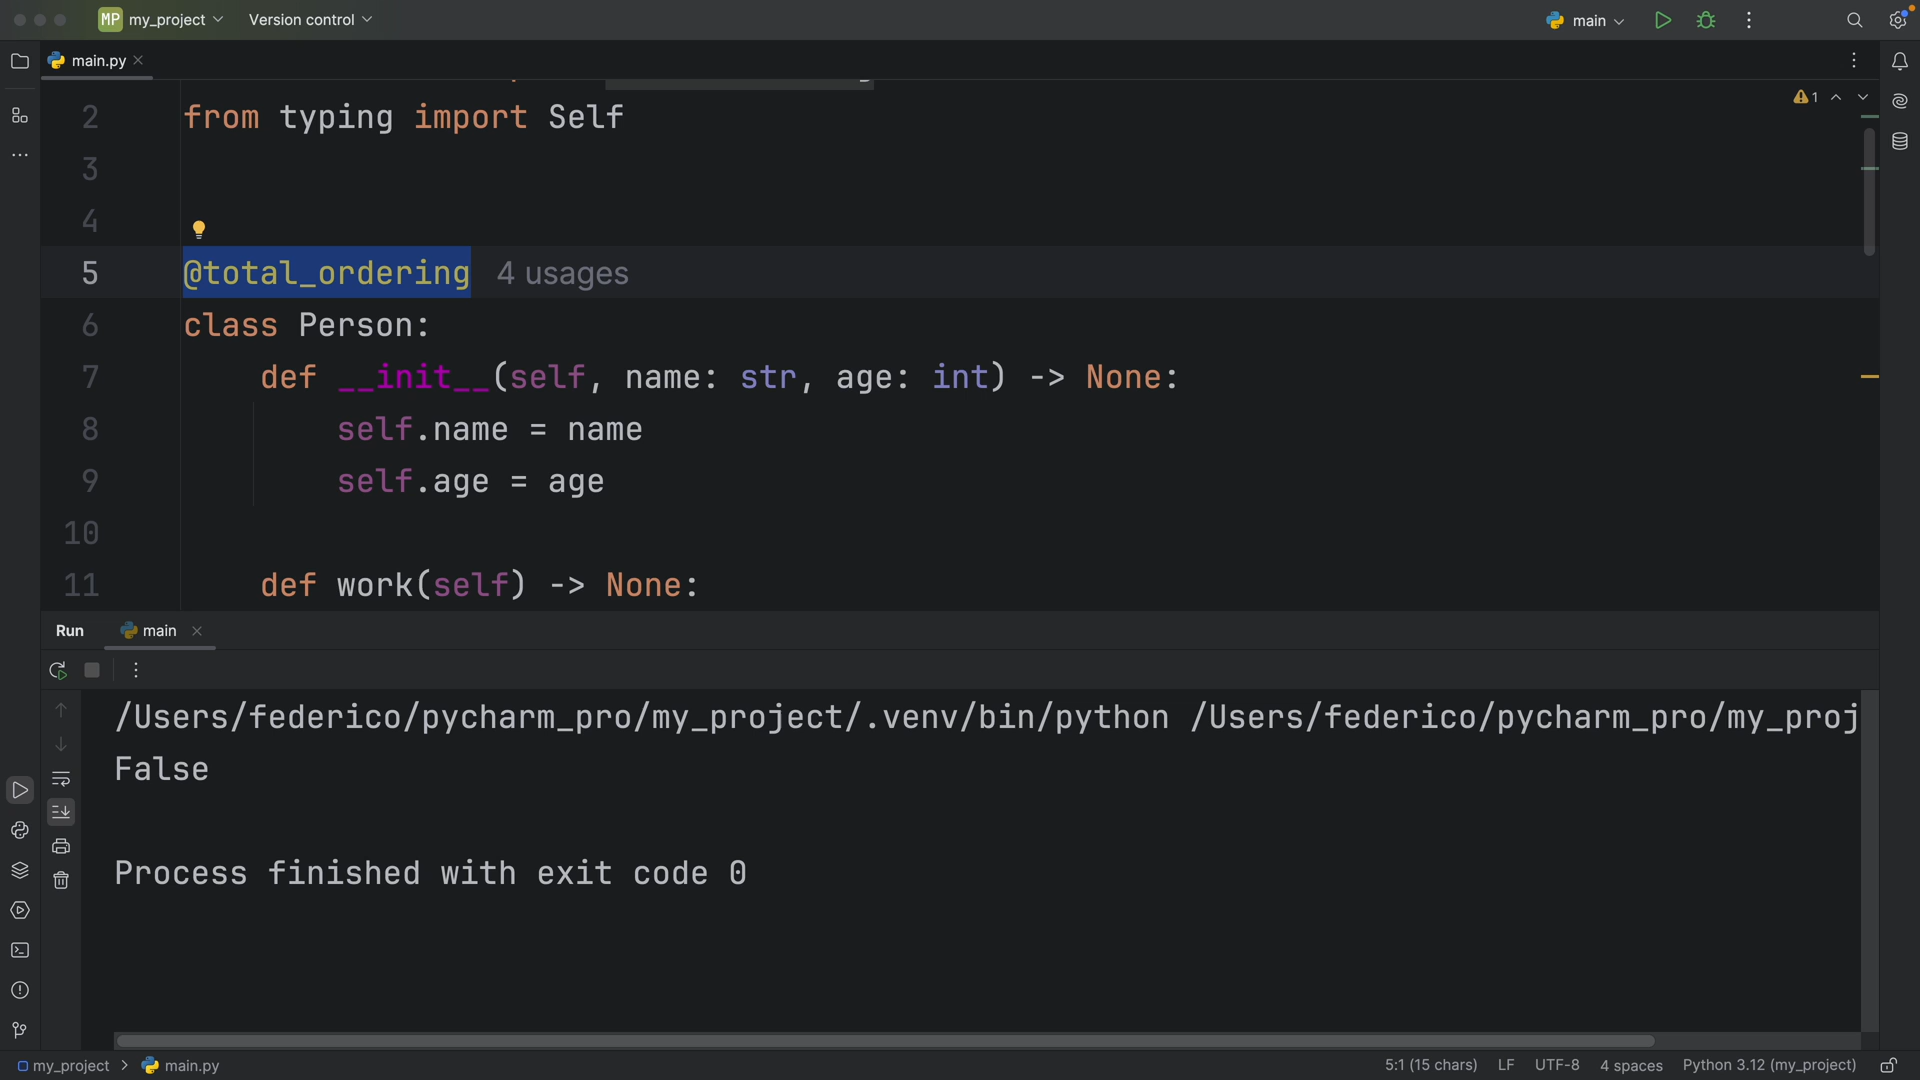 MP my_project Version control main
main.py
1
2 from typing import Self
3
4
5 @total_ordering 4 usages
6 class Person:
7 def __init__(self, name: str, age: int) -> None:
8 self.name = name
9 self.age = age
10
11 def work(self) -> None:
Run main
/Users/federico/pycharm_pro/my_project/.venv/bin/python /Users/federico/pycharm_pro/my_proj
False
Process finished with exit code 0
my_project > main.py 5:1 (15 chars) LF UTF-8 4 spaces Python 3.12 (my_project)